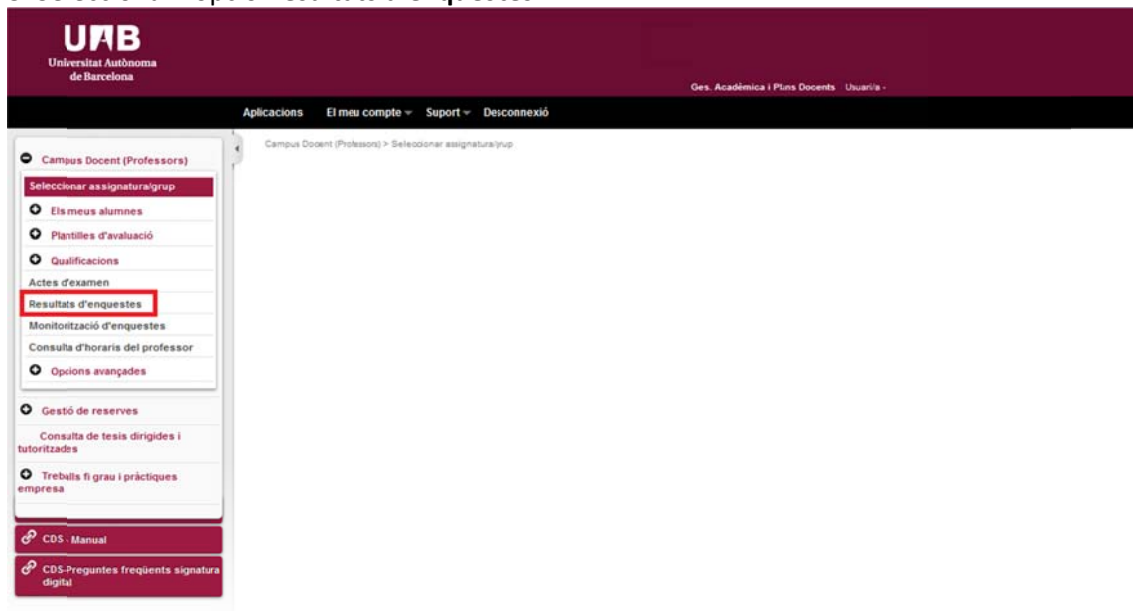 UAB
Universitat Autònoma
de Barcelona
Ges. Acadèmica i Plans Docents Usuari/a -
Aplicacions El meu compte Suport Desconnexió
Campus Docent (Professors) > Seleccionar assignatura/grup
Campus Docent (Professors)
Seleccionar assignatura/grup
Els meus alumnes
Plantilles d'avaluació
Qualificacions
Actes d'examen
Resultats d'enquestes
Monitorització d'enquestes
Consulta d'horaris del professor
Opcions avançades
Gestió de reserves
Consulta de tesis dirigides i
tutoritzades
Treballs fi grau i pràctiques
empresa
CDS - Manual
CDS-Preguntes freqüents signatura
digital